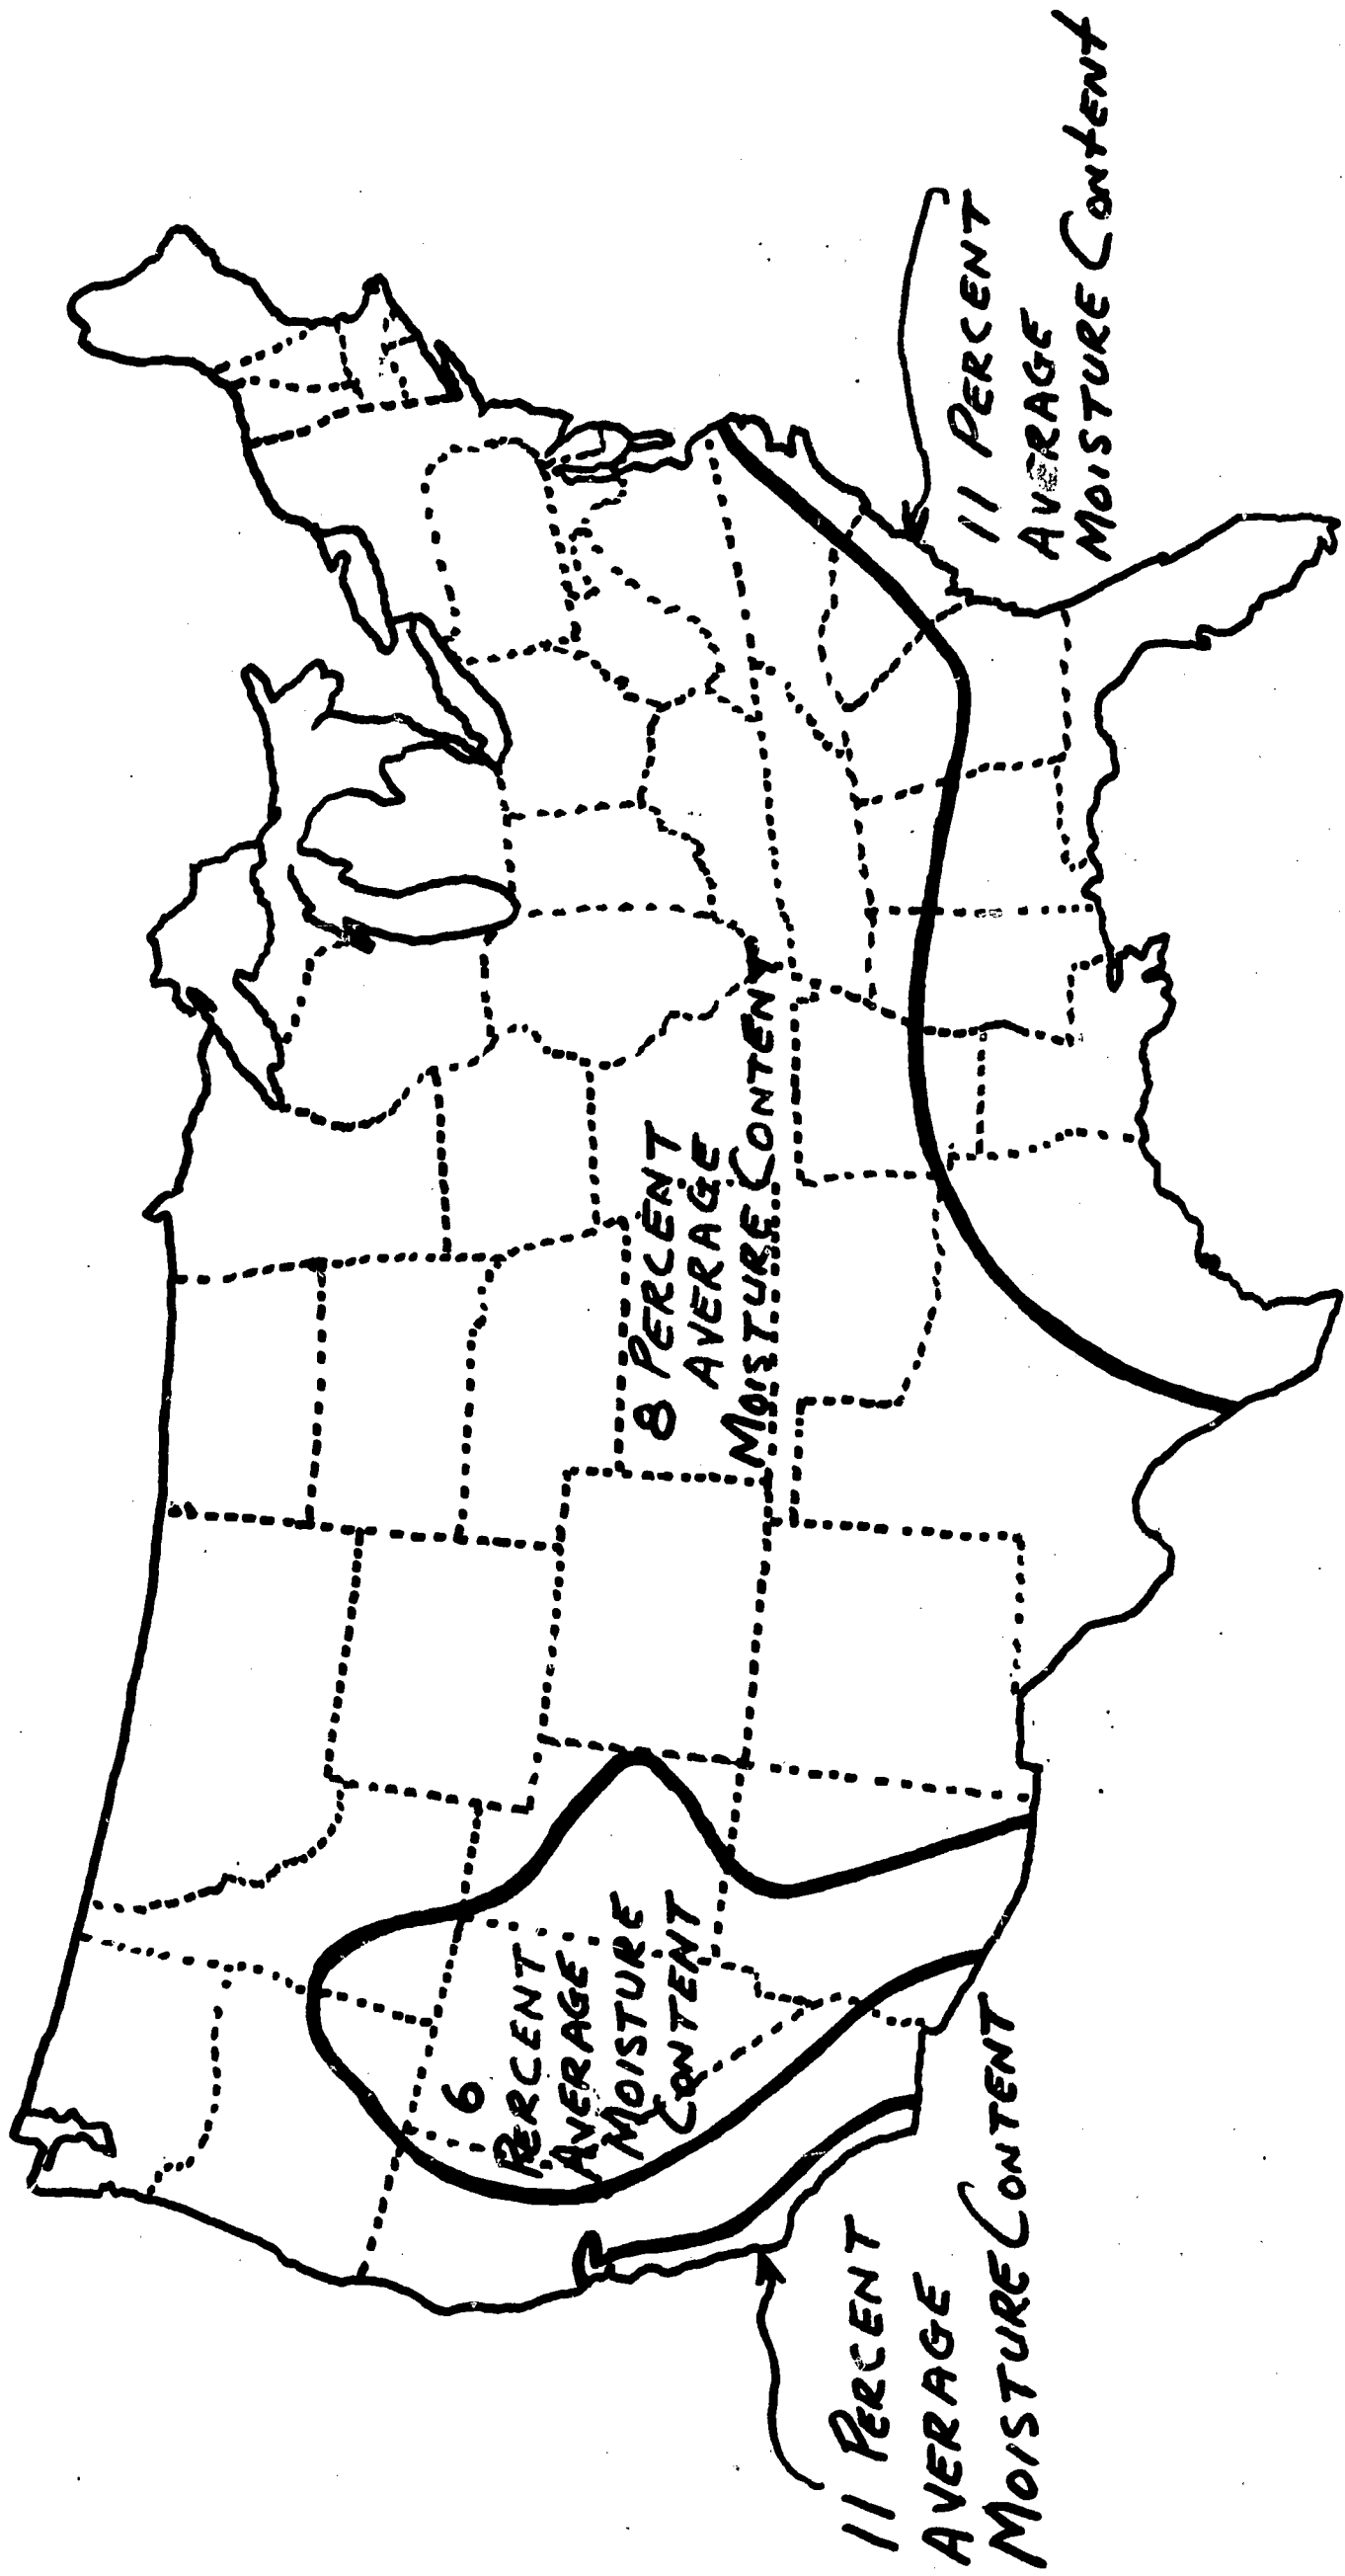 11 PERCENT
AVERAGE
MOISTURE CONTENT
6
PERCENT
AVERAGE
MOISTURE
CONTENT
8 PERCENT
AVERAGE
MOISTURE CONTENT
11 PERCENT
AVERAGE
MOISTURE CONTENT